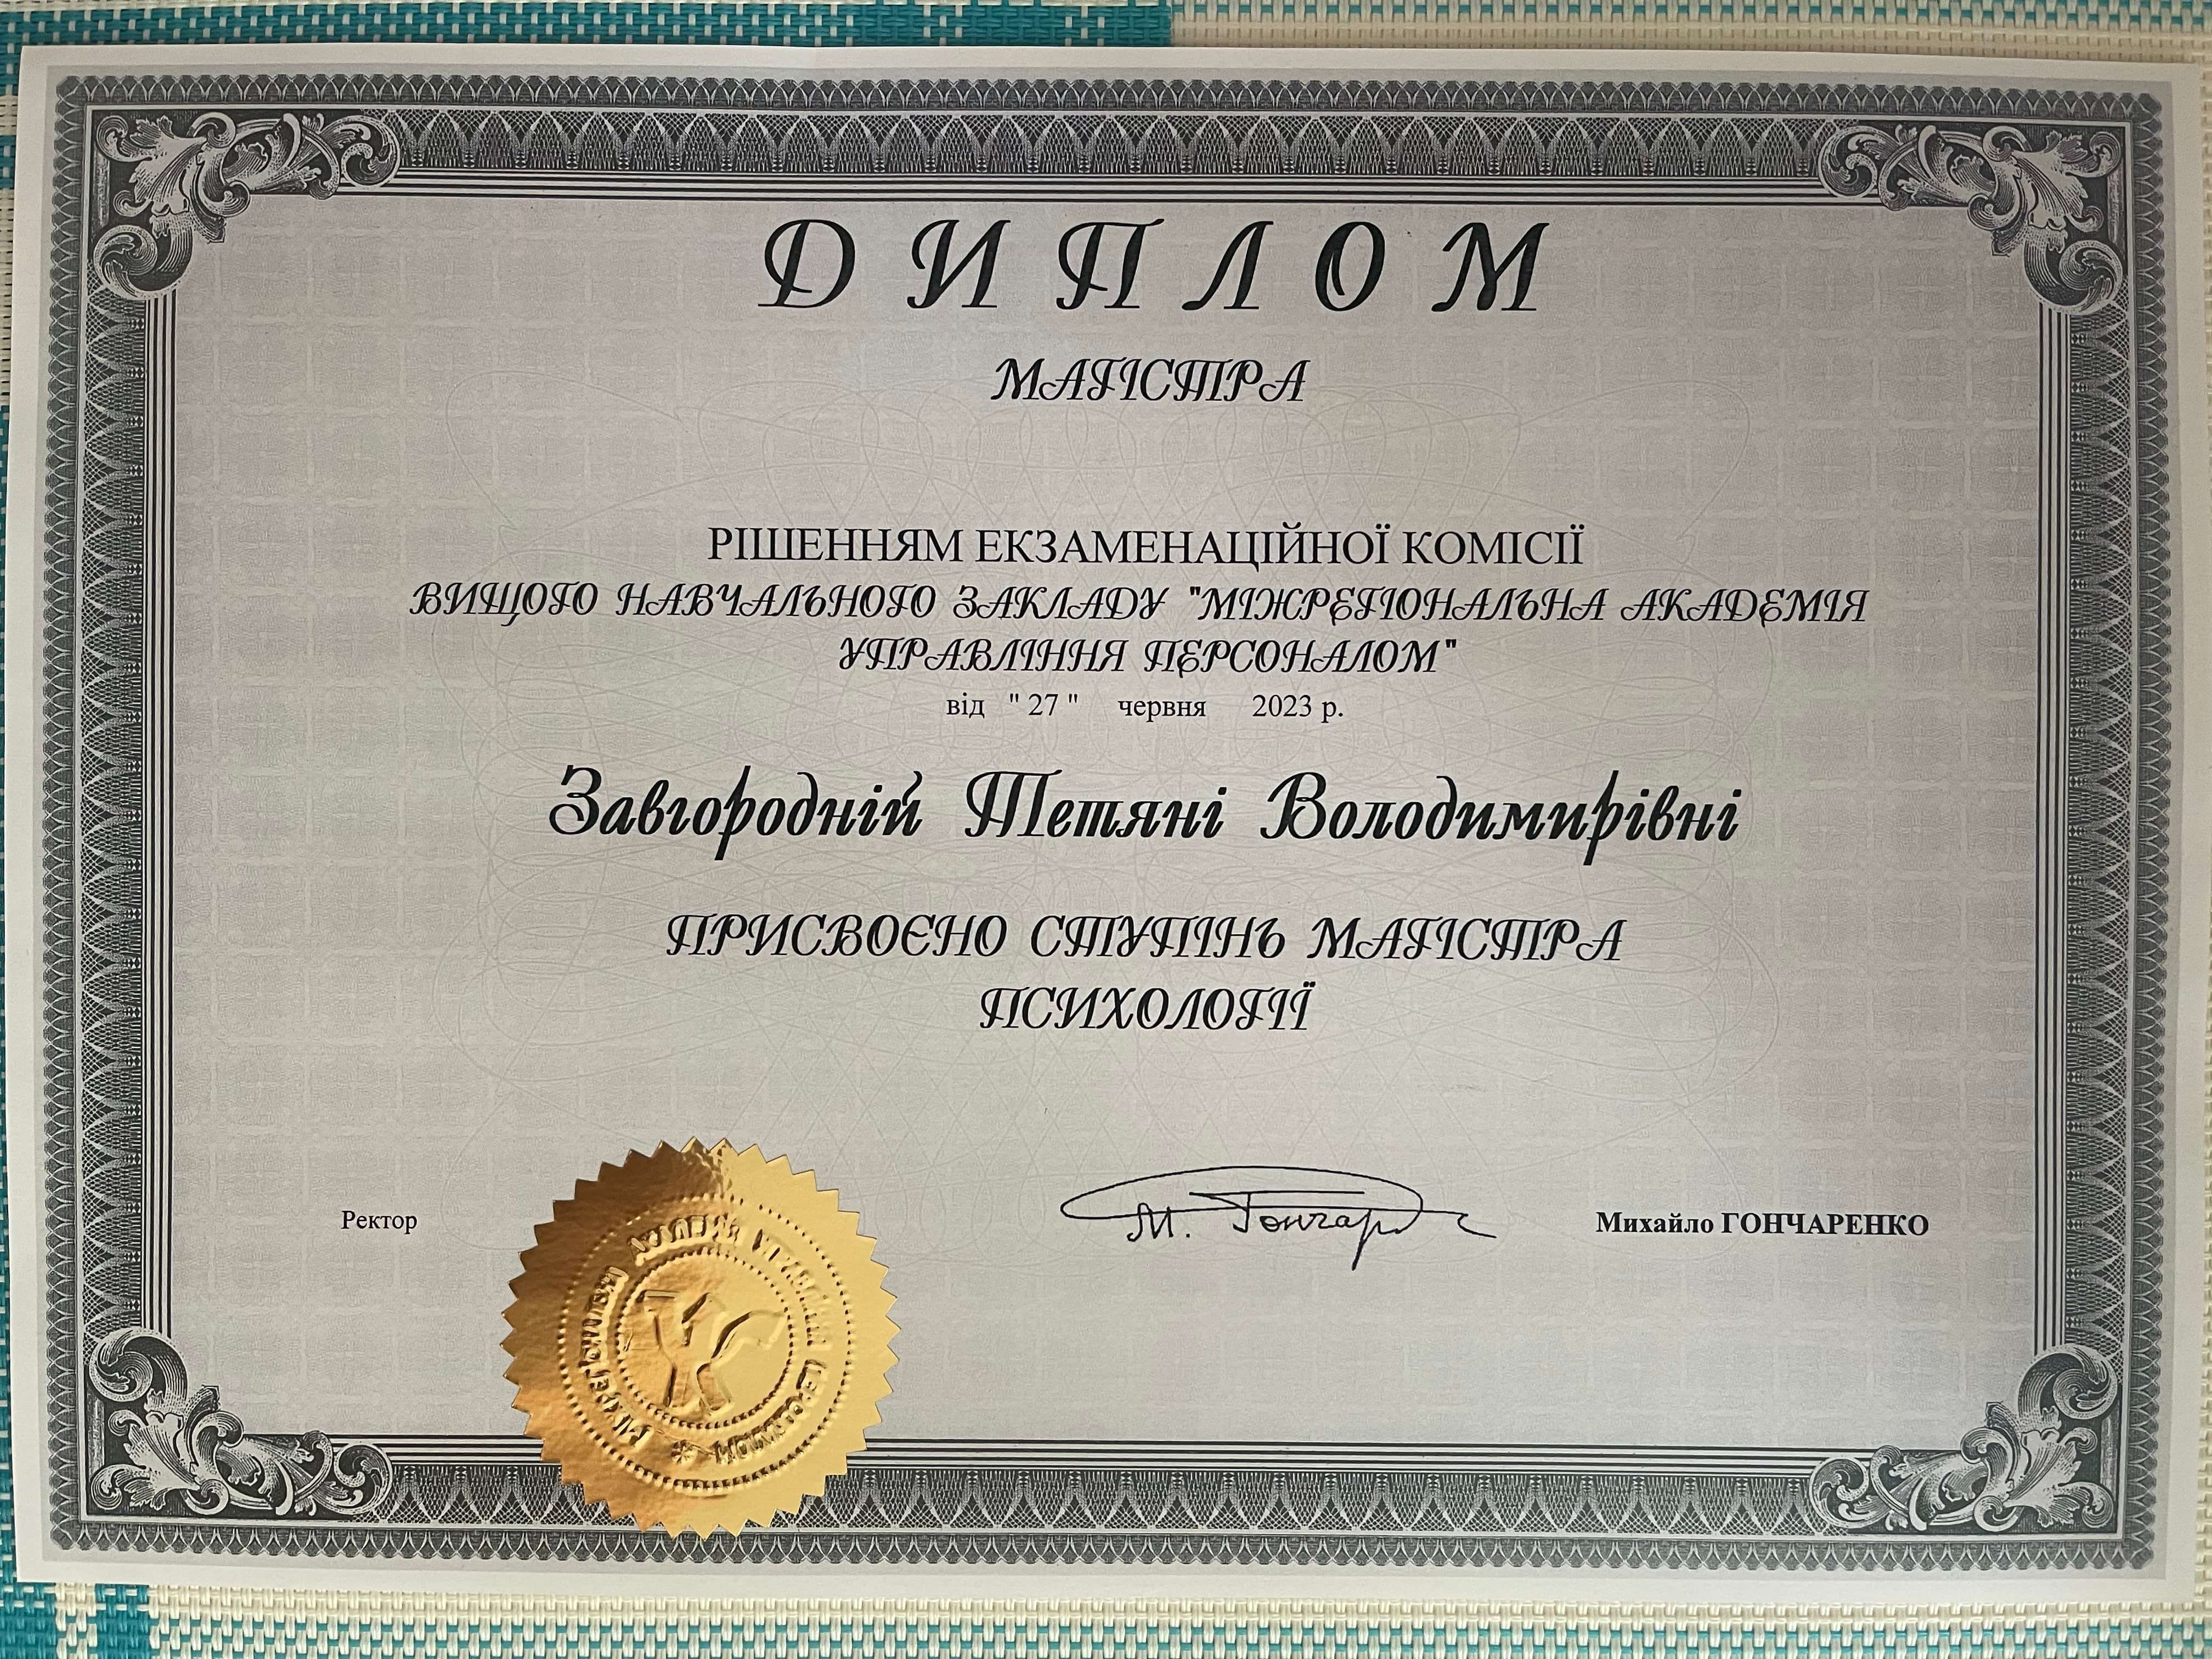 ДИПЛОМ
МАГІСТРА
РІШЕННЯМ ЕКЗАМЕНАЦІЙНОЇ КОМІСІЇ
ВИЩОГО НАВЧАЛЬНОГО ЗАКЛАДУ "МІЖРЕГІОНАЛЬНА АКАДЕМІЯ
УПРАВЛІННЯ ПЕРСОНАЛОМ"
від " 27 " червня 2023 р.
Завгородній Тетяні Володимирівні
ПРИСВОЄНО СТУПІНЬ МАГІСТРА
ПСИХОЛОГІЇ
Ректор
М. Гончар
Михайло ГОНЧАРЕНКО